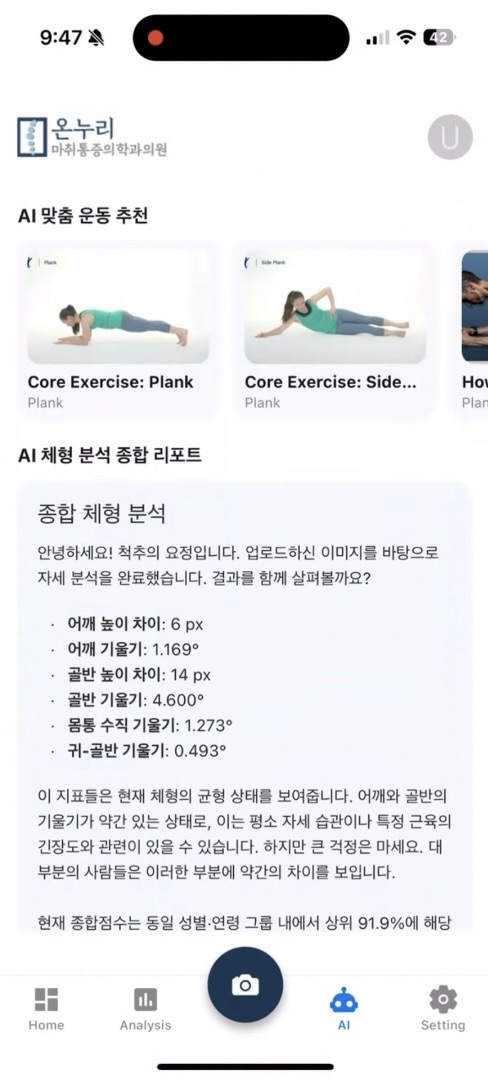 9:47
42
온누리
마취통증의학과의원
U
AI 맞춤 운동 추천
Plank
Side Plank
Core Exercise: Plank
Plank
Core Exercise: Side...
Plank
How
Plan
AI 체형 분석 종합 리포트
종합 체형 분석
안녕하세요! 척추의 요정입니다. 업로드하신 이미지를 바탕으로
자세 분석을 완료했습니다. 결과를 함께 살펴볼까요?
· 어깨 높이 차이: 6 px
· 어깨 기울기: 1.169°
· 골반 높이 차이: 14 px
· 골반 기울기: 4.600°
· 몸통 수직 기울기: 1.273°
· 귀-골반 기울기: 0.493°
이 지표들은 현재 체형의 균형 상태를 보여줍니다. 어깨와 골반의
기울기가 약간 있는 상태로, 이는 평소 자세 습관이나 특정 근육의
긴장도와 관련이 있을 수 있습니다. 하지만 큰 걱정은 마세요. 대
부분의 사람들은 이러한 부분에 약간의 차이를 보입니다.
현재 종합점수는 동일 성별·연령 그룹 내에서 상위 91.9%에 해당
Home
Analysis
AI
Setting